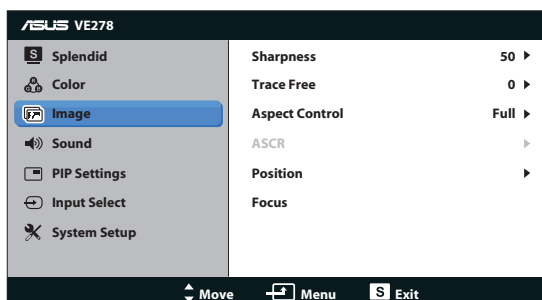 ASUS VE278
S Splendid
Color
Image
Sound
PIP Settings
Input Select
System Setup
Sharpness 50
Trace Free 0
Aspect Control Full
ASCR
Position
Focus
Move Menu S Exit